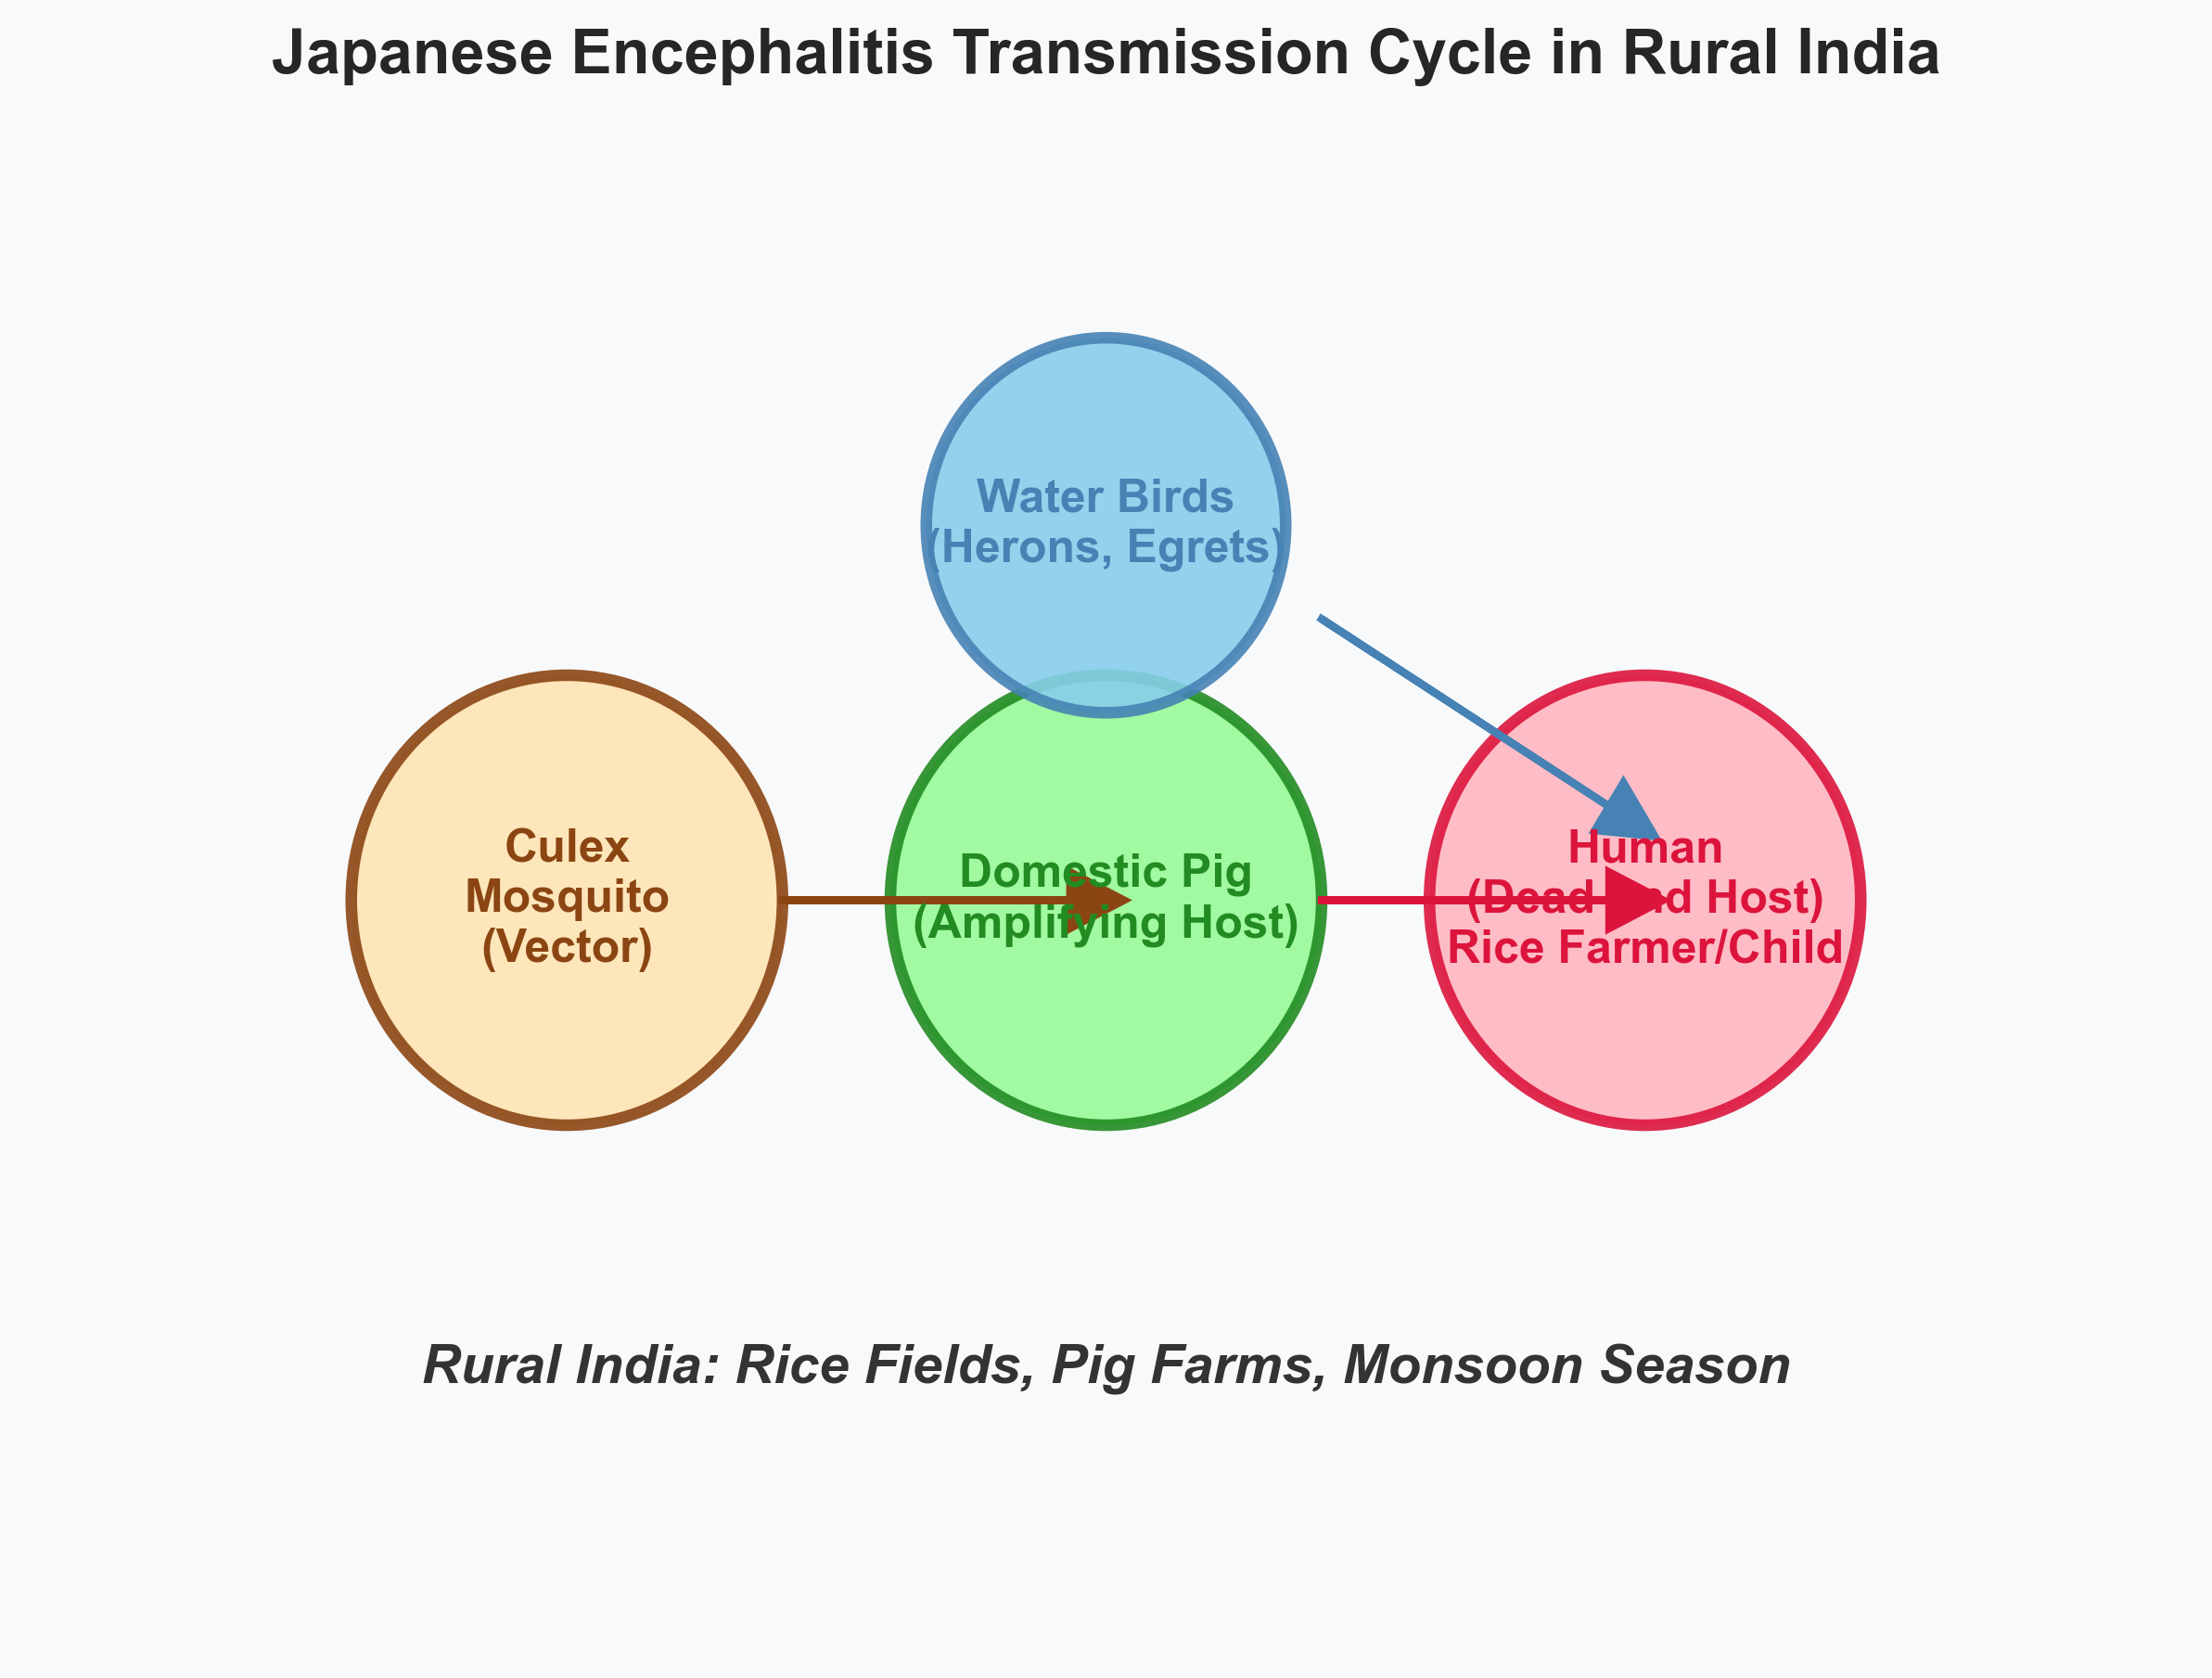 Japanese Encephalitis Transmission Cycle in Rural India
Water Birds
(Herons, Egrets)
Culex
Mosquito
(Vector)
Domestic Pig
(Amplifying Host)
Human
(Dead-End Host)
Rice Farmer/Child
Rural India: Rice Fields, Pig Farms, Monsoon Season